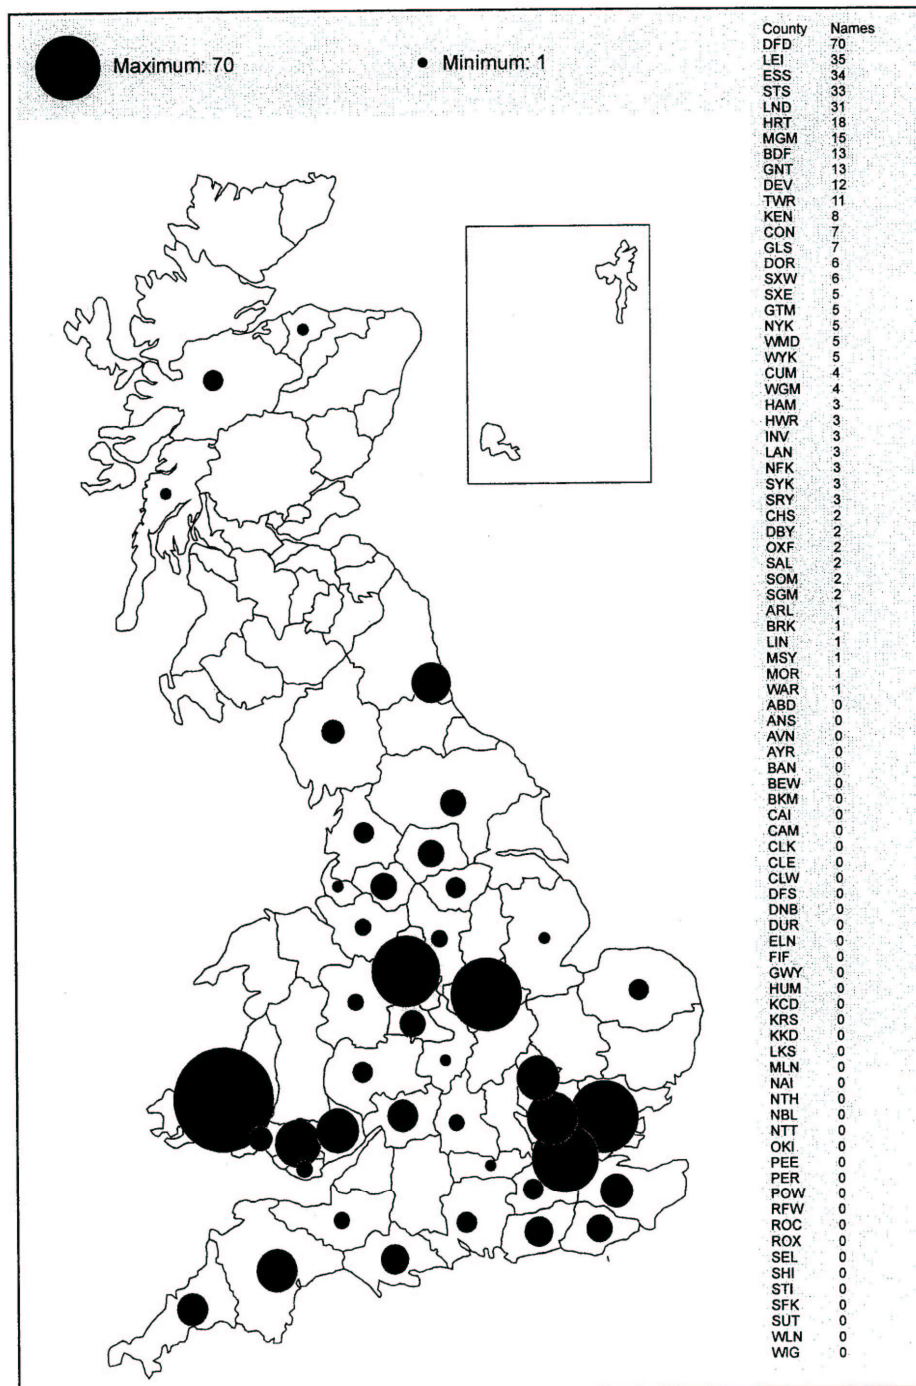 Maximum: 70
Minimum: 1
County Names
DFD 70
LEI 35
ESS 34
STS 33
LND 31
HRT 18
MGM 15
BDF 13
GNT 13
DEV 12
TWR 11
KEN 8
CON 7
GLS 7
DOR 6
SXW 6
SXE 5
GTM 5
NYK 5
WMD 5
WYK 5
CUM 4
WGM 4
HAM 3
HWR 3
INV 3
LAN 3
NFK 3
SYK 3
SRY 3
CHS 2
DBY 2
OXF 2
SAL 2
SOM 2
SGM 2
ARL 1
BRK 1
LIN 1
MSY 1
MOR 1
WAR 1
ABD 0
ANS 0
AVN 0
AYR 0
BAN 0
BEW 0
BKM 0
CAI 0
CAM 0
CLK 0
CLE 0
CLW 0
DFS 0
DNB 0
DUR 0
ELN 0
FIF 0
GWY 0
HUM 0
KCD 0
KRS 0
KKD 0
LKS 0
MLN 0
NAI 0
NTH 0
NBL 0
NTT 0
OKI 0
PEE 0
PER 0
POW 0
RFW 0
ROC 0
ROX 0
SEL 0
SHI 0
STI 0
SFK 0
SUT 0
WLN 0
WIG 0